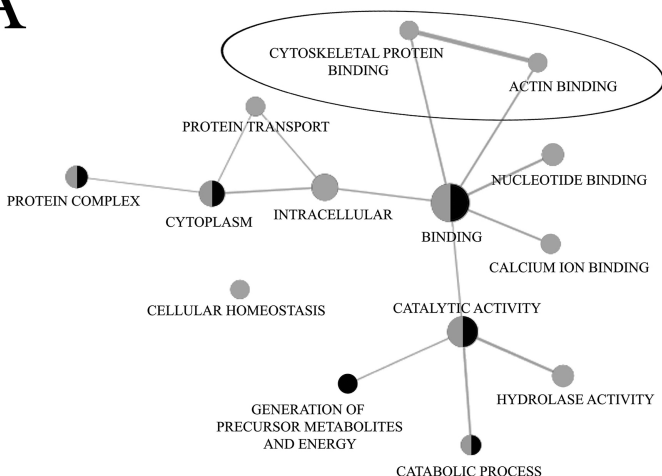 A
CYTOSKELETAL PROTEIN
BINDING
ACTIN BINDING
PROTEIN TRANSPORT
NUCLEOTIDE BINDING
PROTEIN COMPLEX
CYTOPLASM
INTRACELLULAR
BINDING
CALCIUM ION BINDING
CELLULAR HOMEOSTASIS
CATALYTIC ACTIVITY
HYDROLASE ACTIVITY
GENERATION OF
PRECURSOR METABOLITES
AND ENERGY
CATABOLIC PROCESS